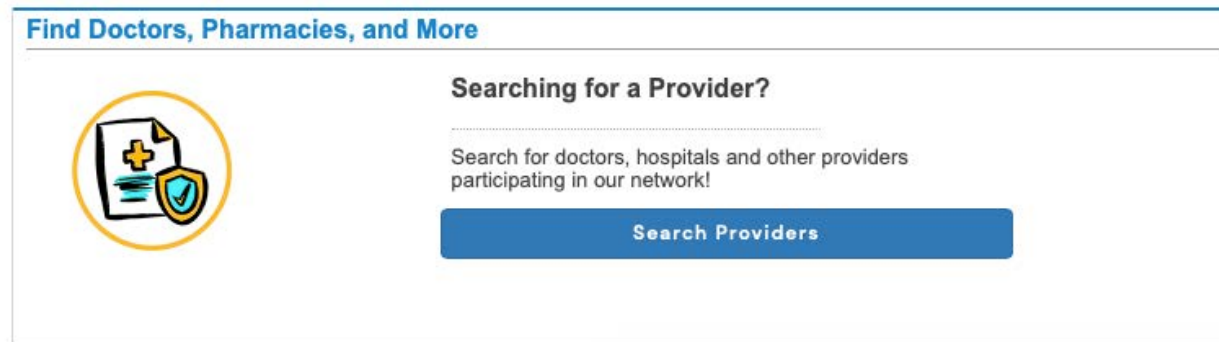 Find Doctors, Pharmacies, and More
Searching for a Provider?
Search for doctors, hospitals and other providers
participating in our network!
Search Providers